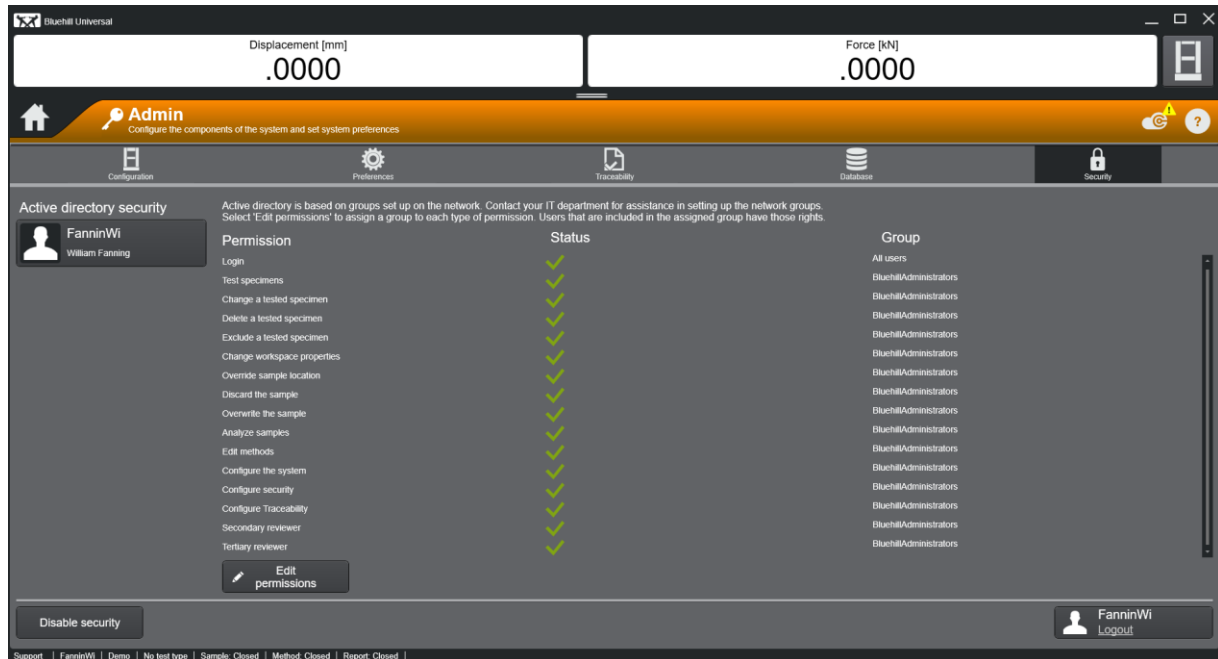 Bluehill Universal
Displacement [mm]
.0000
Force [kN]
.0000
Admin
Configure the components of the system and set system preferences
?
Configuration
Preferences
Traceability
Database
Security
Active directory security
FanninWi
William Fanning
Active directory is based on groups set up on the network. Contact your IT department for assistance in setting up the network groups.
Select 'Edit permissions' to assign a group to each type of permission. Users that are included in the assigned group have those rights.
Permission Status Group
Login All users
Test specimens BluehillAdministrators
Change a tested specimen BluehillAdministrators
Delete a tested specimen BluehillAdministrators
Exclude a tested specimen BluehillAdministrators
Change workspace properties BluehillAdministrators
Override sample location BluehillAdministrators
Discard the sample BluehillAdministrators
Overwrite the sample BluehillAdministrators
Analyze samples BluehillAdministrators
Edit methods BluehillAdministrators
Configure the system BluehillAdministrators
Configure security BluehillAdministrators
Configure Traceability BluehillAdministrators
Secondary reviewer BluehillAdministrators
Tertiary reviewer BluehillAdministrators
Edit
permissions
Disable security
FanninWi
Logout
Support | FanninWi | Demo | No test type | Sample: Closed | Method: Closed | Report: Closed |